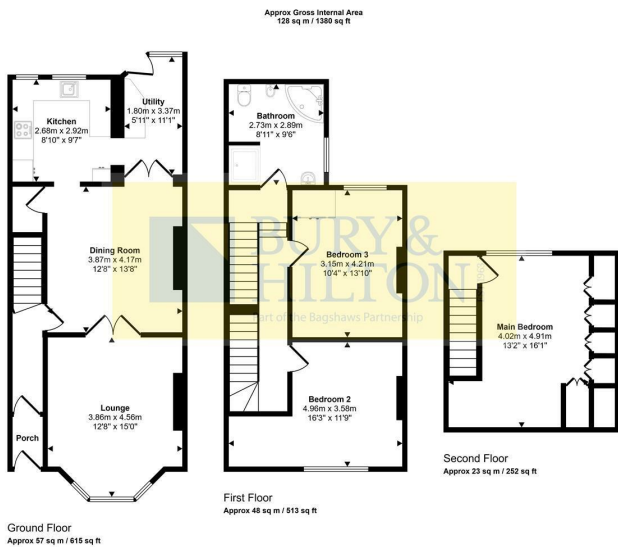 Approx Gross Internal Area
128 sq m / 1380 sq ft
Kitchen
2.68m x 2.92m
8'10" x 9'7"
Utility
1.80m x 3.37m
5'11" x 11'1"
Dining Room
3.87m x 4.17m
12'8" x 13'8"
Lounge
3.86m x 4.56m
12'8" x 15'0"
Porch
Ground Floor
Approx 57 sq m / 615 sq ft
Bathroom
2.73m x 2.89m
8'11" x 9'6"
Bedroom 3
3.15m x 4.21m
10'4" x 13'10"
Bedroom 2
4.96m x 3.58m
16'3" x 11'9"
First Floor
Approx 48 sq m / 513 sq ft
Main Bedroom
4.02m x 4.91m
13'2" x 16'1"
Second Floor
Approx 23 sq m / 252 sq ft
BURY &
HILTON
Part of the Bagshaws Partnership